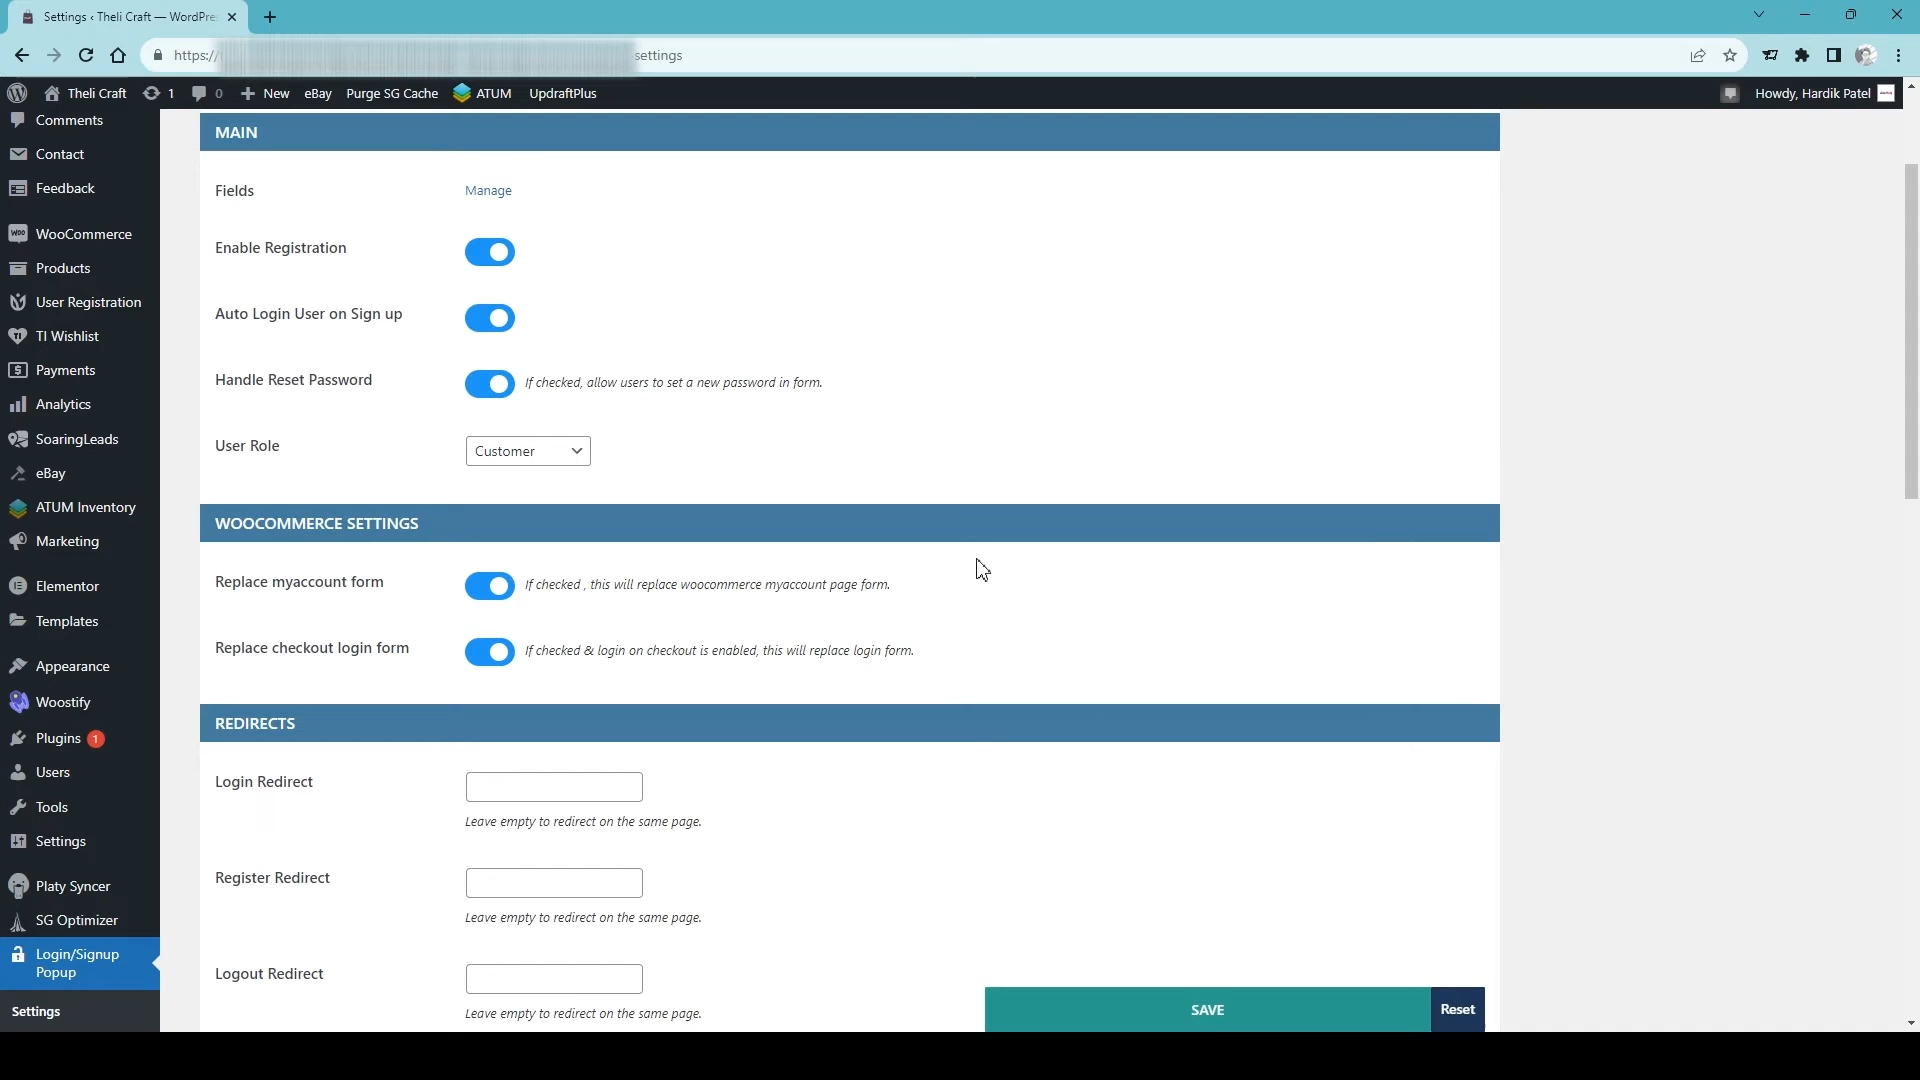 Settings ‹ Theli Craft — WordPre
https://
settings
Theli Craft
1
0
New
eBay
Purge SG Cache
ATUM
UpdraftPlus
Howdy, Hardik Patel
Comments
Contact
Feedback
WooCommerce
Products
User Registration
TI Wishlist
Payments
Analytics
SoaringLeads
eBay
ATUM Inventory
Marketing
Elementor
Templates
Appearance
Woostify
Plugins 1
Users
Tools
Settings
Platy Syncer
SG Optimizer
Login/Signup
Popup
Settings
MAIN
Fields
Manage
Enable Registration
Auto Login User on Sign up
Handle Reset Password
If checked, allow users to set a new password in form.
User Role
Customer
WOOCOMMERCE SETTINGS
Replace myaccount form
If checked , this will replace woocommerce myaccount page form.
Replace checkout login form
If checked & login on checkout is enabled, this will replace login form.
REDIRECTS
Login Redirect
Leave empty to redirect on the same page.
Register Redirect
Leave empty to redirect on the same page.
Logout Redirect
Leave empty to redirect on the same page.
SAVE
Reset